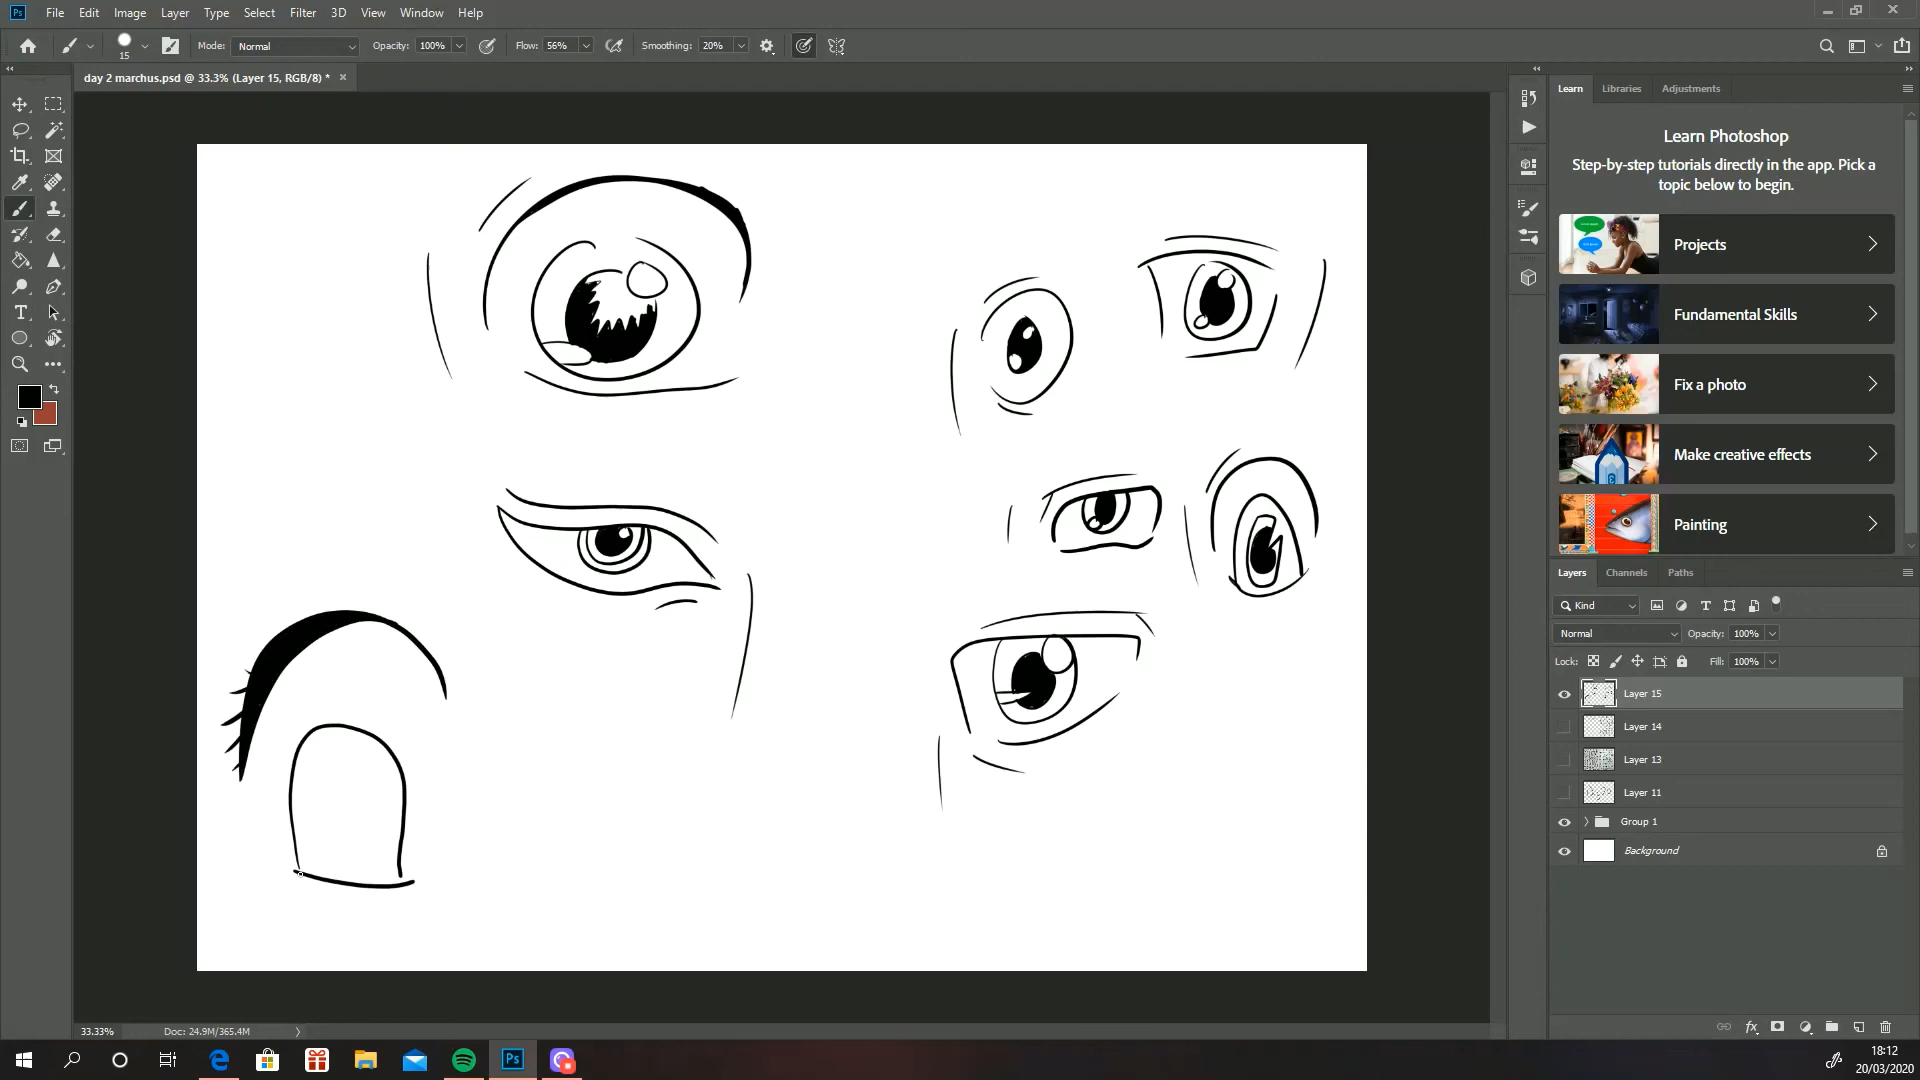 Ps File Edit Image Layer Type Select Filter 3D View Window Help
15 Mode: Normal Opacity: 100% Flow: 56% Smoothing: 20%
day 2 marchus.psd @ 33.3% (Layer 15, RGB/8) *
Learn Libraries Adjustments
Learn Photoshop
Step-by-step tutorials directly in the app. Pick a
topic below to begin.
Projects
Fundamental Skills
Fix a photo
Make creative effects
Painting
Layers Channels Paths
Kind
Normal Opacity: 100%
Lock: Fill: 100%
Layer 15
Layer 14
Layer 13
Layer 11
Group 1
Background
33.33% Doc: 24.9M/365.4M
fx
Ps
18:12
20/03/2020